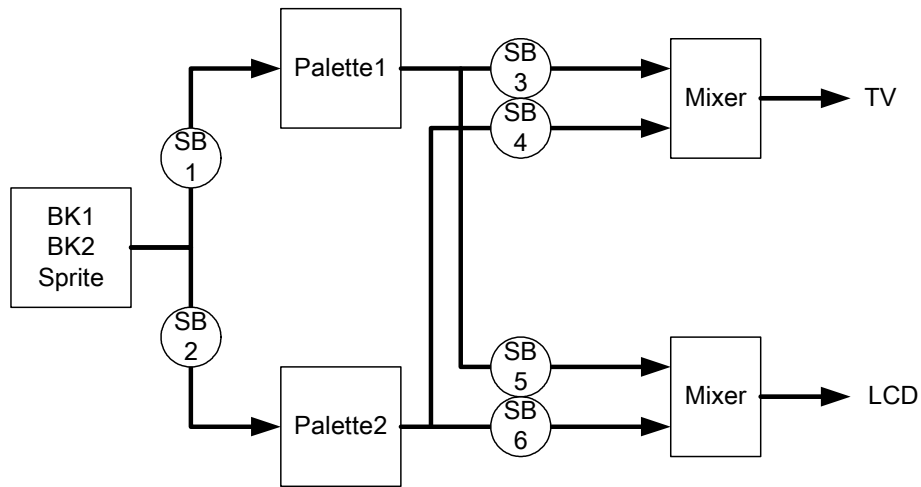 Palette1
SB
3
SB
4
Mixer
TV
SB
1
BK1
BK2
Sprite
SB
2
Palette2
SB
5
SB
6
Mixer
LCD